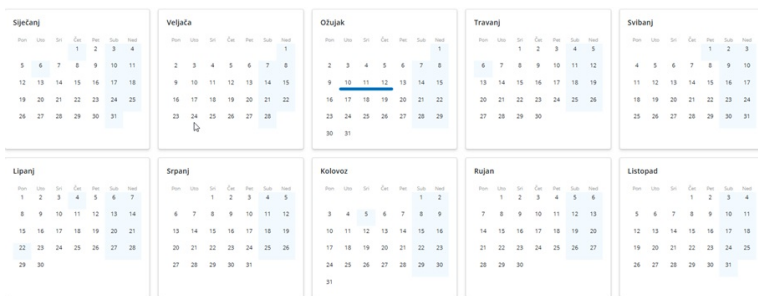 Siječanj
Pon Uto Sri Čet Pet Sub Ned
1 2 3 4
5 6 7 8 9 10 11
12 13 14 15 16 17 18
19 20 21 22 23 24 25
26 27 28 29 30 31
Veljača
Pon Uto Sri Čet Pet Sub Ned
1
2 3 4 5 6 7 8
9 10 11 12 13 14 15
16 17 18 19 20 21 22
23 24 25 26 27 28
Ožujak
Pon Uto Sri Čet Pet Sub Ned
1
2 3 4 5 6 7 8
9 10 11 12 13 14 15
16 17 18 19 20 21 22
23 24 25 26 27 28 29
30 31
Travanj
Pon Uto Sri Čet Pet Sub Ned
1 2 3 4 5
6 7 8 9 10 11 12
13 14 15 16 17 18 19
20 21 22 23 24 25 26
27 28 29 30
Svibanj
Pon Uto Sri Čet Pet Sub Ned
1 2 3
4 5 6 7 8 9 10
11 12 13 14 15 16 17
18 19 20 21 22 23 24
25 26 27 28 29 30 31
Lipanj
Pon Uto Sri Čet Pet Sub Ned
1 2 3 4 5 6 7
8 9 10 11 12 13 14
15 16 17 18 19 20 21
22 23 24 25 26 27 28
29 30
Srpanj
Pon Uto Sri Čet Pet Sub Ned
1 2 3 4 5
6 7 8 9 10 11 12
13 14 15 16 17 18 19
20 21 22 23 24 25 26
27 28 29 30 31
Kolovoz
Pon Uto Sri Čet Pet Sub Ned
1 2
3 4 5 6 7 8 9
10 11 12 13 14 15 16
17 18 19 20 21 22 23
24 25 26 27 28 29 30
31
Rujan
Pon Uto Sri Čet Pet Sub Ned
1 2 3 4 5 6
7 8 9 10 11 12 13
14 15 16 17 18 19 20
21 22 23 24 25 26 27
28 29 30
Listopad
Pon Uto Sri Čet Pet Sub Ned
1 2 3 4
5 6 7 8 9 10 11
12 13 14 15 16 17 18
19 20 21 22 23 24 25
26 27 28 29 30 31